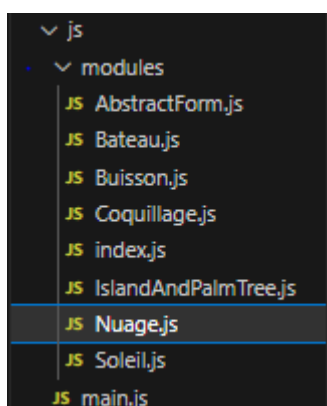 js
modules
JS AbstractForm.js
JS Bateau.js
JS Buisson.js
JS Coquillage.js
JS index.js
JS IslandAndPalmTree.js
JS Nuage.js
JS Soleil.js
JS main.js